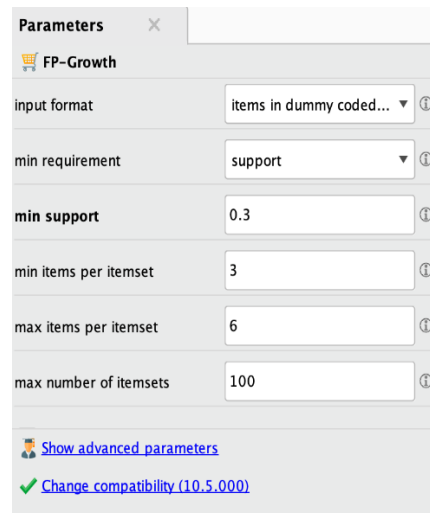 Parameters
FP-Growth
input format items in dummy coded...
min requirement support
min support 0.3
min items per itemset 3
max items per itemset 6
max number of itemsets 100
Show advanced parameters
Change compatibility (10.5.000)